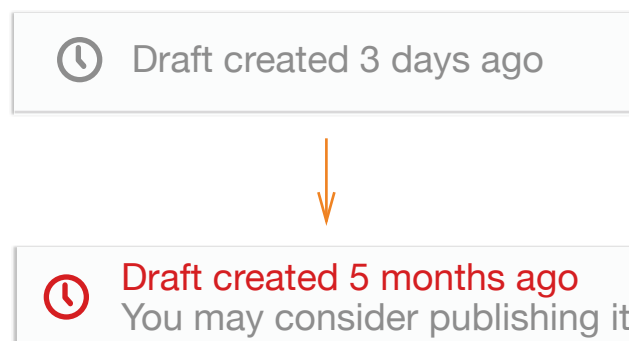 Draft created 3 days ago
Draft created 5 months ago
You may consider publishing it